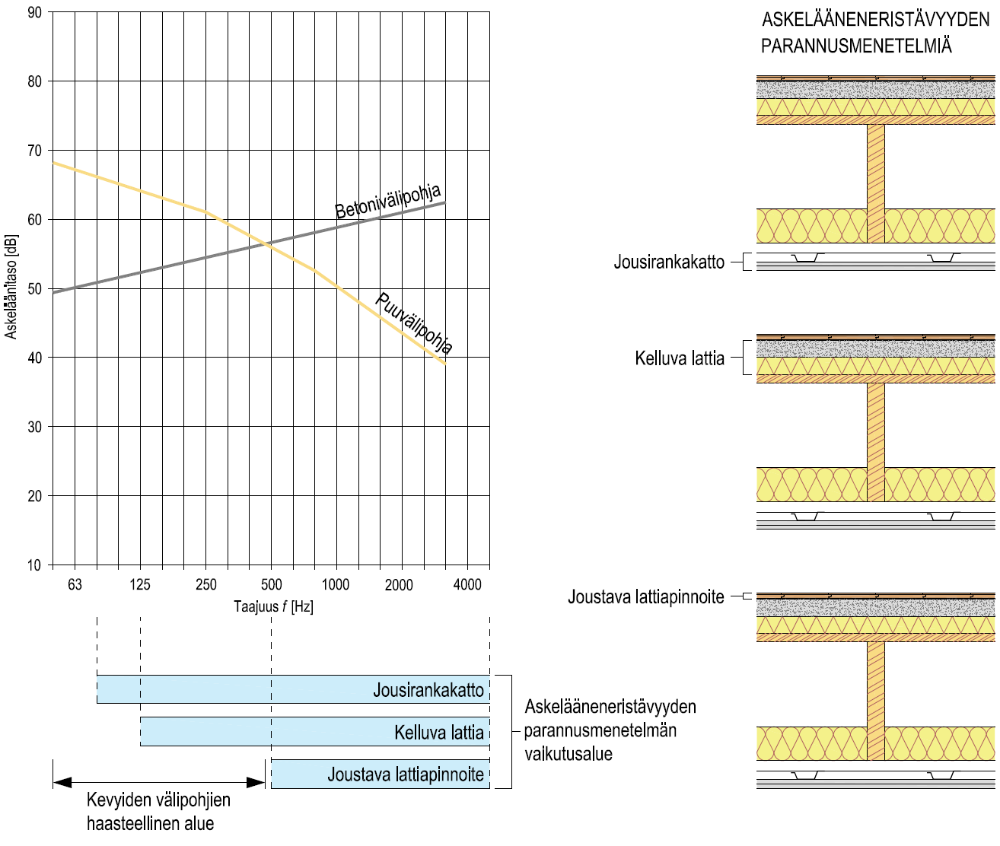 90
80
70
60
50
40
30
20
10
Askeläänitaso [dB]
Betonivälipohja
Puuvälipohja
63 125 250 500 1000 2000 4000
Taajuus f [Hz]
Jousirankakatto
Kelluva lattia
Joustava lattiapinnoite
Askelääneneristävyyden
parannusmenetelmän
vaikutusalue
Kevyiden välipohjien
haasteellinen alue
ASKELÄÄNENERISTÄVYYDEN
PARANNUSMENETELMIÄ
Jousirankakatto
Kelluva lattia
Joustava lattiapinnoite